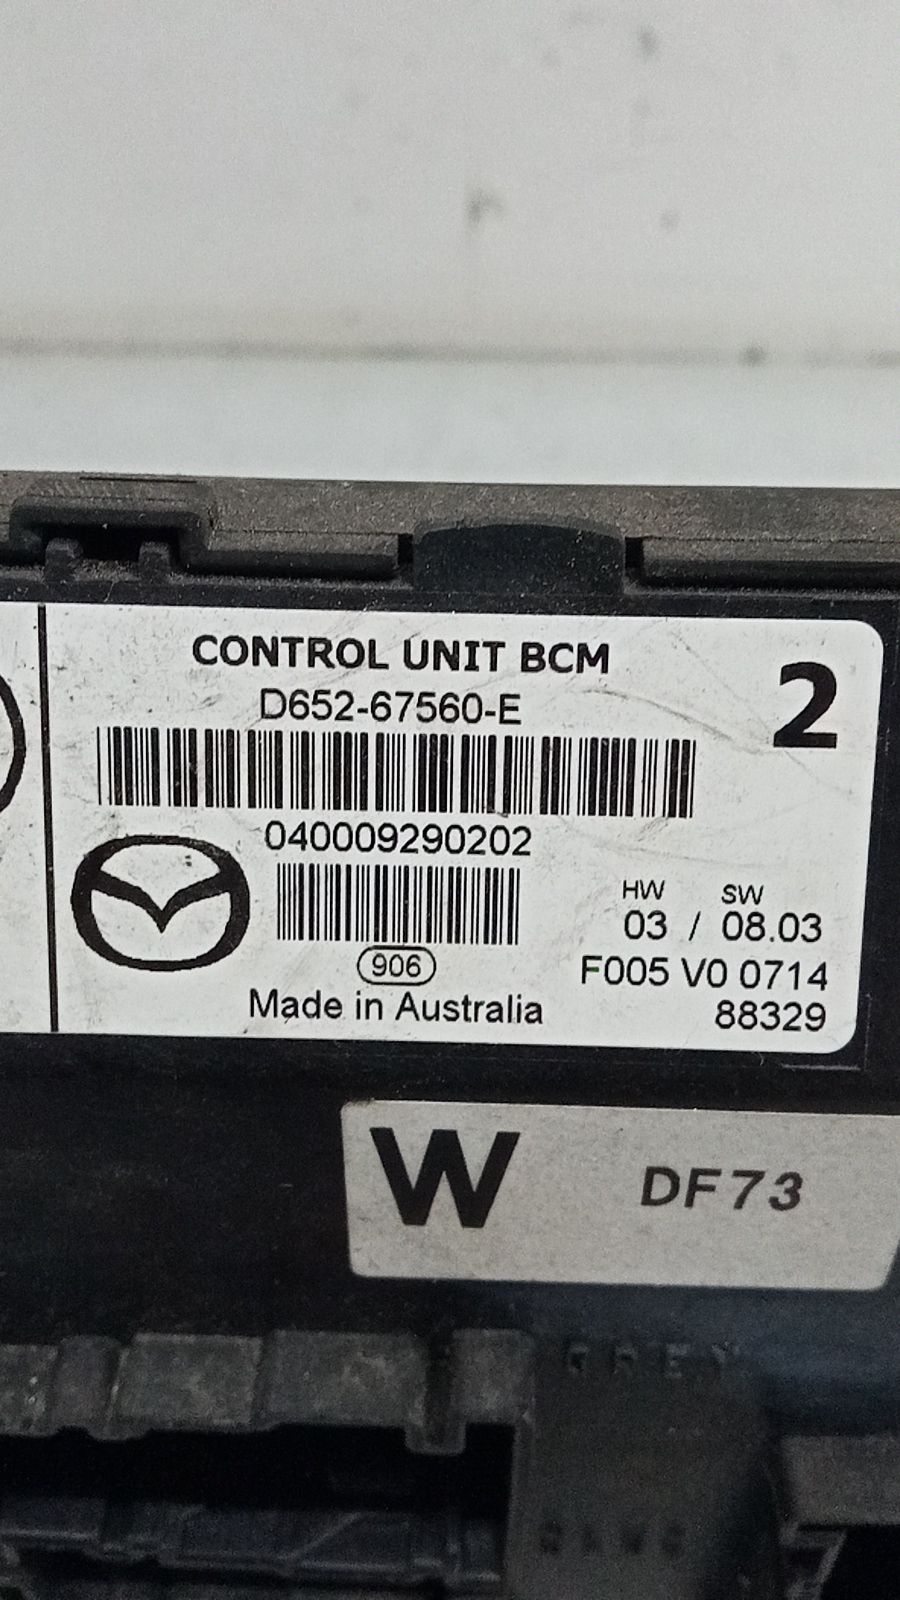 CONTROL UNIT BCM
D652-67560-E
2
040009290202
HW SW
03 / 08.03
906
F005 V0 0714
Made in Australia
88329
W DF73
GREY